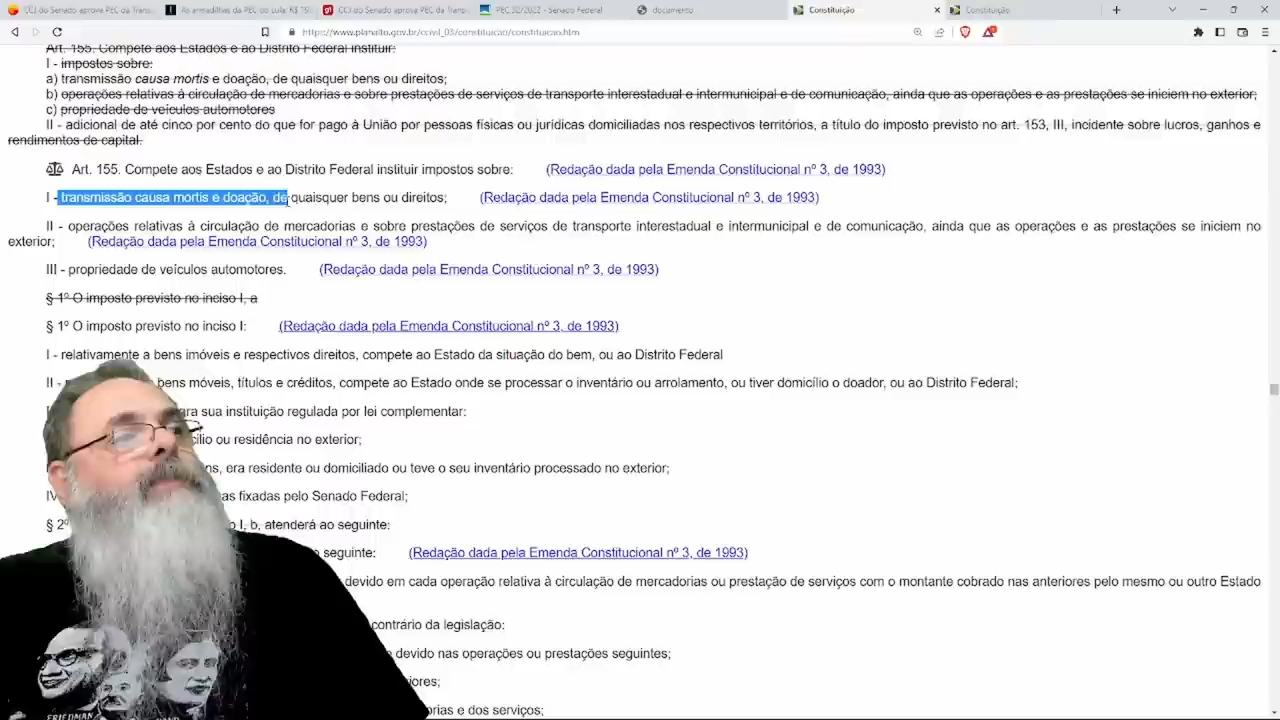 CCJ do Senado aprova PEC da Trans
As armadilhas da PEC do Lula: R$ 19
CCJ do Senado aprova PEC da Transi
PEC 32/2022 - Senado Federal
documento
Constituição
Constituição
https://www.planalto.gov.br/ccivil_03/constituicao/constituicao.htm
Art. 155. Compete aos Estados e ao Distrito Federal instituir:
I - impostos sobre:
a) transmissão causa mortis e doação, de quaisquer bens ou direitos;
b) operações relativas à circulação de mercadorias e sobre prestações de serviços de transporte interestadual e intermunicipal e de comunicação, ainda que as operações e as prestações se iniciem no exterior;
c) propriedade de veículos automotores
II - adicional de até cinco por cento do que for pago à União por pessoas físicas ou jurídicas domiciliadas nos respectivos territórios, a título do imposto previsto no art. 153, III, incidente sobre lucros, ganhos e
rendimentos de capital.
Art. 155. Compete aos Estados e ao Distrito Federal instituir impostos sobre: (Redação dada pela Emenda Constitucional nº 3, de 1993)
I - transmissão causa mortis e doação, de quaisquer bens ou direitos; (Redação dada pela Emenda Constitucional nº 3, de 1993)
II - operações relativas à circulação de mercadorias e sobre prestações de serviços de transporte interestadual e intermunicipal e de comunicação, ainda que as operações e as prestações se iniciem no
exterior; (Redação dada pela Emenda Constitucional nº 3, de 1993)
III - propriedade de veículos automotores. (Redação dada pela Emenda Constitucional nº 3, de 1993)
§ 1º O imposto previsto no inciso I, a
§ 1º O imposto previsto no inciso I: (Redação dada pela Emenda Constitucional nº 3, de 1993)
I - relativamente a bens imóveis e respectivos direitos, compete ao Estado da situação do bem, ou ao Distrito Federal
II - bens móveis, títulos e créditos, compete ao Estado onde se processar o inventário ou arrolamento, ou tiver domicílio o doador, ou ao Distrito Federal;
ara sua instituição regulada por lei complementar:
cílio ou residência no exterior;
ns, era residente ou domiciliado ou teve o seu inventário processado no exterior;
IV as fixadas pelo Senado Federal;
§ 2º o I, b, atenderá ao seguinte:
o seguinte: (Redação dada pela Emenda Constitucional nº 3, de 1993)
devido em cada operação relativa à circulação de mercadorias ou prestação de serviços com o montante cobrado nas anteriores pelo mesmo ou outro Estado
contrário da legislação:
devido nas operações ou prestações seguintes;
iores;
orias e dos serviços;
FRIEDMAN